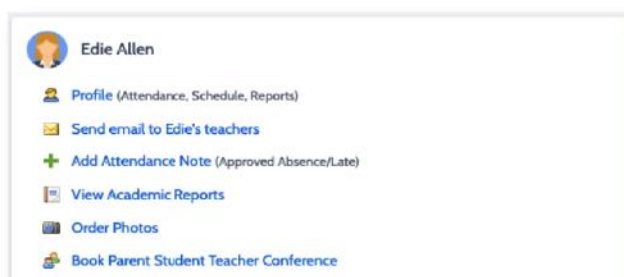 Edie Allen
Profile (Attendance, Schedule, Reports)
Send email to Edie's teachers
Add Attendance Note (Approved Absence/Late)
View Academic Reports
Order Photos
Book Parent Student Teacher Conference